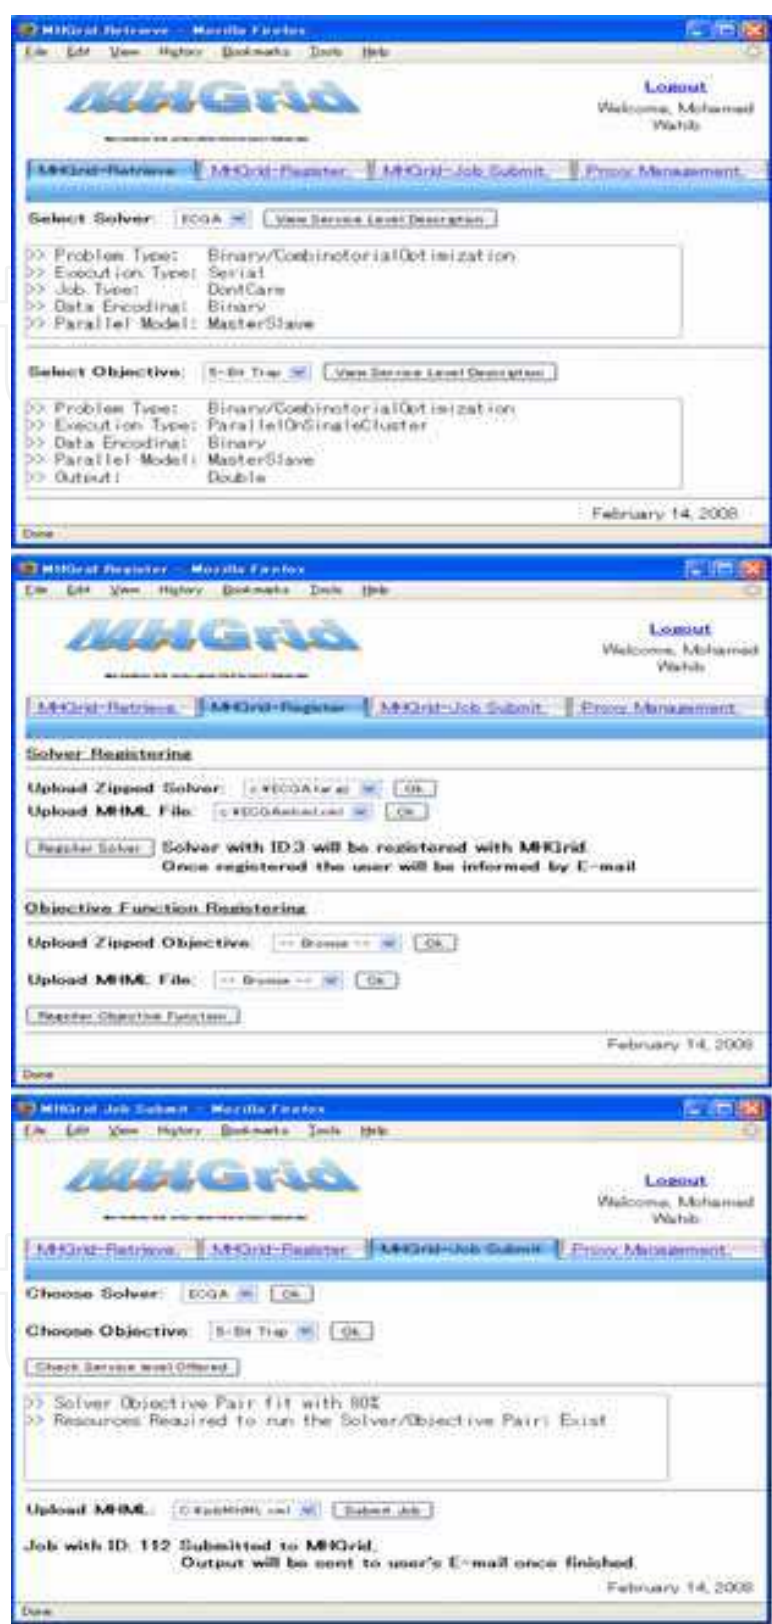 MHGrid Retrieve - Mozilla Firefox
File Edit View History Bookmarks Tools Help
MHGrid
Logout
Welcome, Mohamed
Wahib
MHGrid-Retrieve MHGrid-Register MHGrid-Job Submit Proxy Management
Select Solver: ECGA View Service Level Description
>> Problem Type: Binary/CombinotorialOptimization
>> Execution Type: Serial
>> Job Type: DontCare
>> Data Encoding: Binary
>> Parallel Model: MasterSlave
Select Objective: 5-Bit Trap View Service Level Description
>> Problem Type: Binary/CombinotorialOptimization
>> Execution Type: ParallelOnSingleCluster
>> Data Encoding: Binary
>> Parallel Model: MasterSlave
>> Output: Double
February 14, 2008
Done
MHGrid Register - Mozilla Firefox
File Edit View History Bookmarks Tools Help
MHGrid
Logout
Welcome, Mohamed
Wahib
MHGrid-Retrieve MHGrid-Register MHGrid-Job Submit Proxy Management
Solver Registering
Upload Zipped Solver: Ok
Upload MHML File: Ok
Register Solver Solver with ID:3 will be registered with MHGrid
Once registered the user will be informed by E-mail
Objective Function Registering
Upload Zipped Objective: -- Browse -- Ok
Upload MHML File: -- Browse -- Ok
Register Objective Function
February 14, 2008
Done
MHGrid Job Submit - Mozilla Firefox
File Edit View History Bookmarks Tools Help
MHGrid
Logout
Welcome, Mohamed
Wahib
MHGrid-Retrieve MHGrid-Register MHGrid-Job Submit Proxy Management
Choose Solver: ECGA Ok
Choose Objective: 5-Bit Trap Ok
Check Service level Offered
>> Solver Objective Pair fit with 80%
>> Resources Required to run the Solver/Objective Pair: Exist
Upload MHML: Submit Job
Job with ID: 112 Submitted to MHGrid.
Output will be sent to user's E-mail once finished.
February 14, 2008
Done